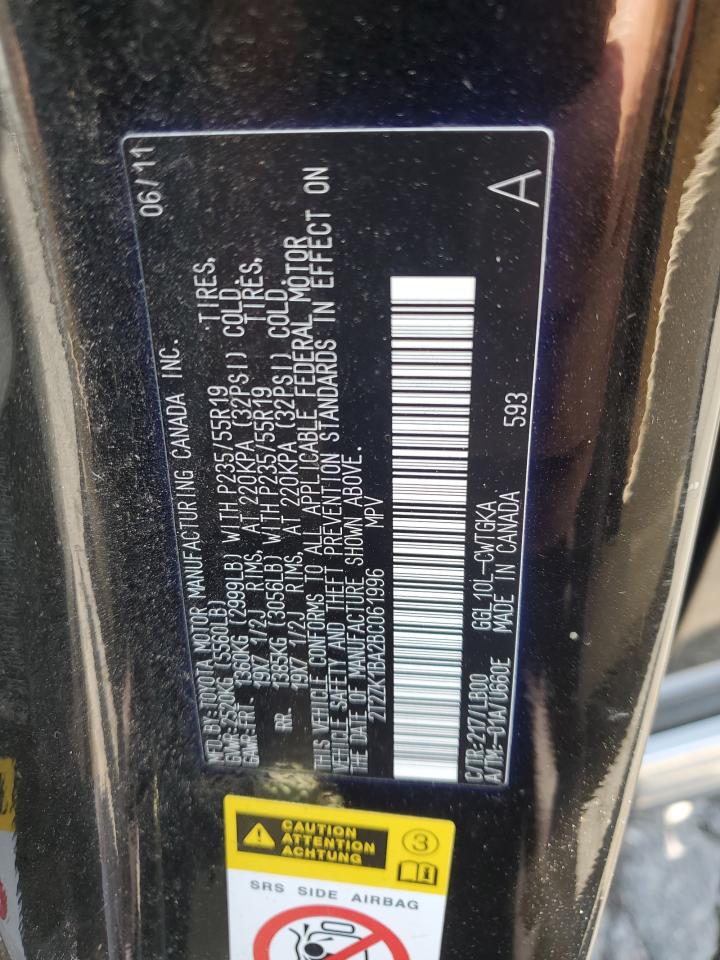 MFD.BY:TOYOTA MOTOR MANUFACTURING CANADA INC. 06/11
GVWR:2520KG (5560LB)
GAWR:FRT. 1360KG (2999LB) WITH P235/55R19 TIRES,
19X7 1/2J RIMS, AT 220KPA (32PSI) COLD.
RR. 1385KG (3056LB) WITH P235/55R19 TIRES,
19X7 1/2J RIMS, AT 220KPA (32PSI) COLD.
THIS VEHICLE CONFORMS TO ALL APPLICABLE FEDERAL MOTOR
VEHICLE SAFETY AND THEFT PREVENTION STANDARDS IN EFFECT ON
THE DATE OF MANUFACTURE SHOWN ABOVE.
2T2ZK1BA2BC061996 MPV
C/TR:217/LB00 GGL10L-CWTGKA
A/TM:-01A/U660E MADE IN CANADA 593 A
CAUTION
ATTENTION
ACHTUNG
3
SRS SIDE AIRBAG